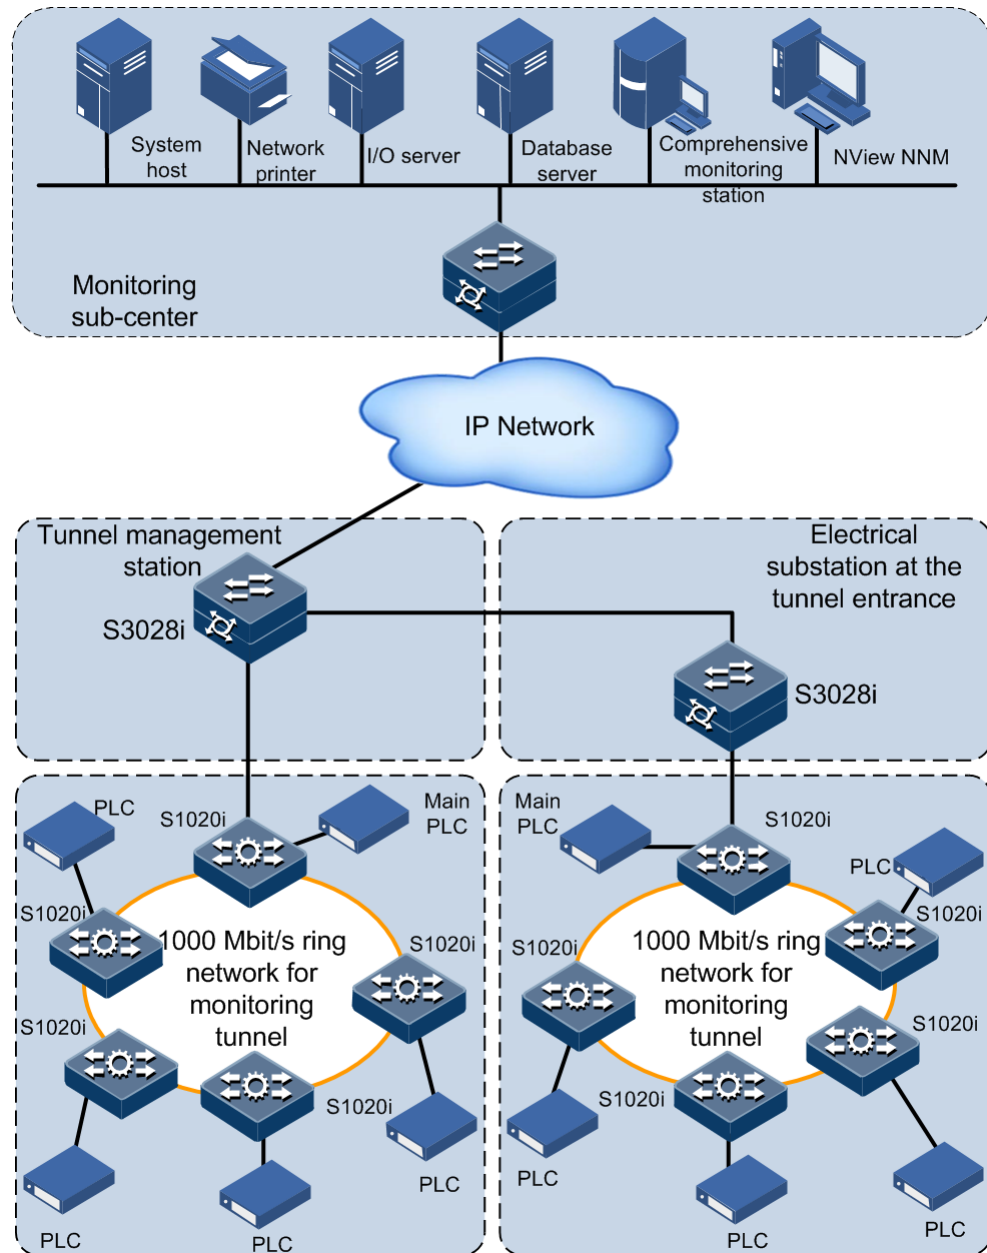 System
host
Network
printer
I/O server
Database
server
Comprehensive
monitoring
station
NView NNM
Monitoring
sub-center
IP Network
Tunnel management
station
S3028i
Electrical
substation at the
tunnel entrance
S3028i
PLC
S1020i
Main
PLC
S1020i
S1020i
1000 Mbit/s ring
network for
monitoring
tunnel
S1020i
S1020i
PLC
PLC
PLC
Main
PLC
S1020i
PLC
S1020i
S1020i
1000 Mbit/s ring
network for
monitoring
tunnel
S1020i
S1020i
PLC
PLC
PLC